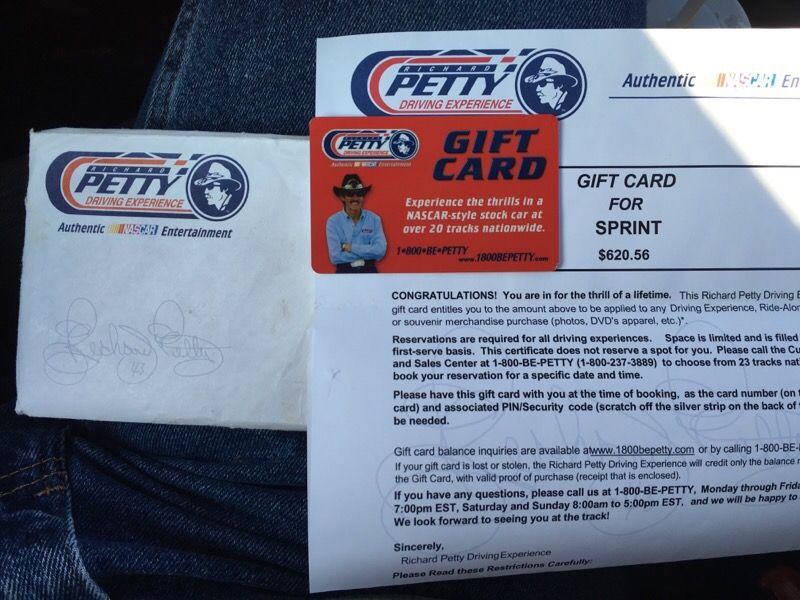 RICHARD
PETTY
DRIVING EXPERIENCE
Authentic NASCAR Entertainment
Richard Petty
43
RICHARD
PETTY
DRIVING EXPERIENCE
Authentic NASCAR Entertainment
GIFT
CARD
Experience the thrills in a
NASCAR-style stock car at
over 20 tracks nationwide.
1•800•BE•PETTY
www.1800BEPETTY.com
RICHARD
PETTY
DRIVING EXPERIENCE
Authentic NASCAR En
GIFT CARD
FOR
SPRINT
$620.56
CONGRATULATIONS! You are in for the thrill of a lifetime. This Richard Petty Driving
gift card entitles you to the amount above to be applied to any Driving Experience, Ride-Alon
or souvenir merchandise purchase (photos, DVD's apparel, etc.)*.
Reservations are required for all driving experiences. Space is limited and is filled
first-serve basis. This certificate does not reserve a spot for you. Please call the Cu
and Sales Center at 1-800-BE-PETTY (1-800-237-3889) to choose from 23 tracks nati
book your reservation for a specific date and time.
Please have this gift card with you at the time of booking, as the card number (on t
card) and associated PIN/Security code (scratch off the silver strip on the back of t
be needed.
Gift card balance inquiries are available atwww.1800bepetty.com or by calling 1-800-BE-
If your gift card is lost or stolen, the Richard Petty Driving Experience will credit only the balance
the Gift Card, with valid proof of purchase (receipt that is enclosed).
If you have any questions, please call us at 1-800-BE-PETTY, Monday through Frida
7:00pm EST, Saturday and Sunday 8:00am to 5:00pm EST, and we will be happy to
We look forward to seeing you at the track!
Sincerely,
Richard Petty DrivingExperience
Please Read these Restrictions Carefully: